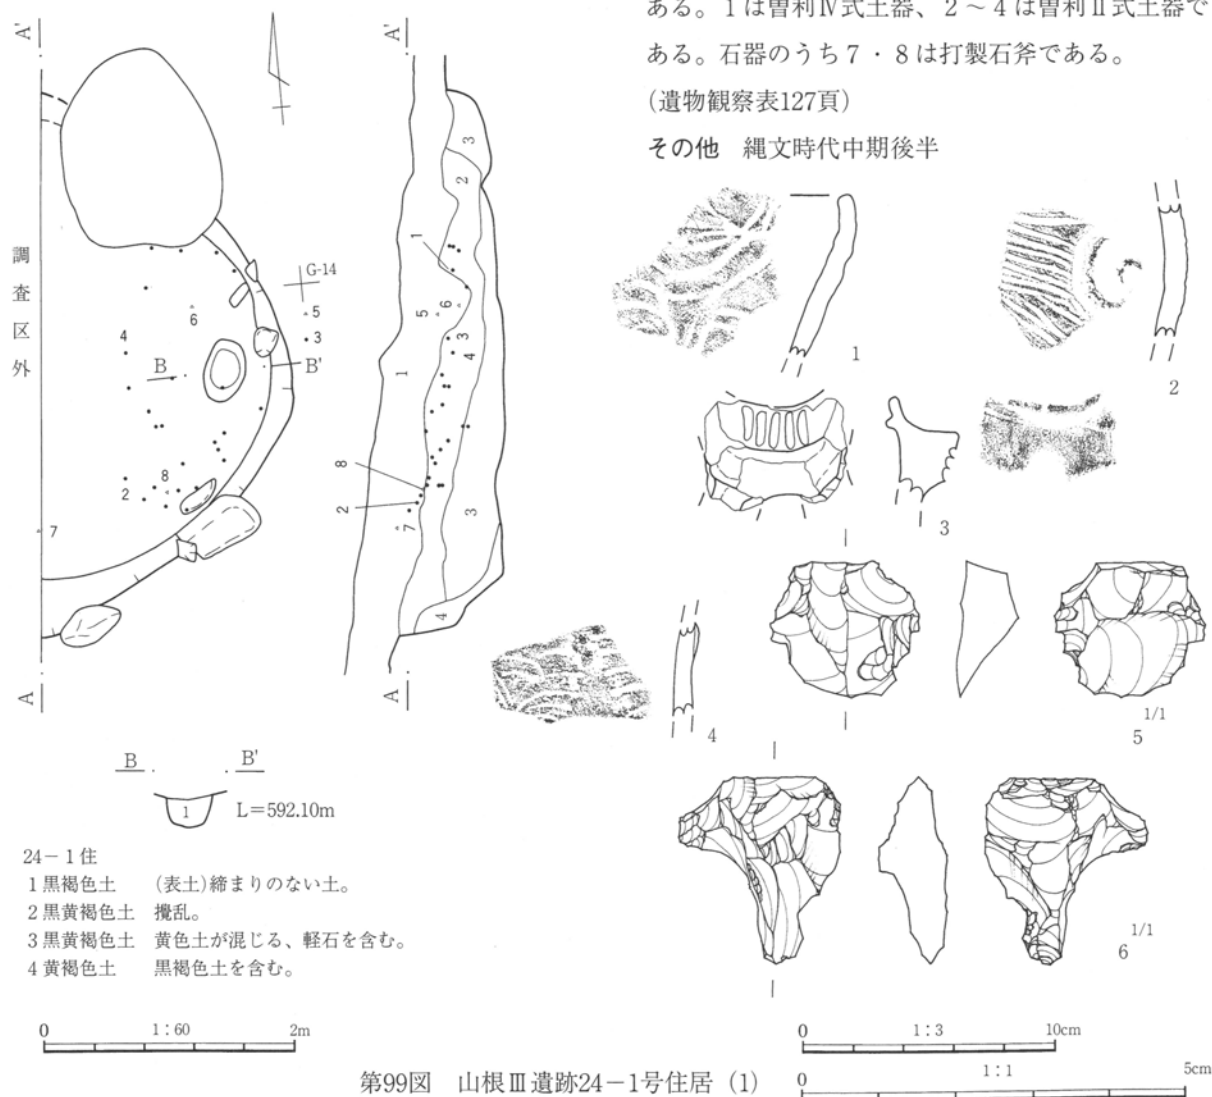 ある。1は曽利Ⅳ式土器、2～4は曽利Ⅱ式土器で
ある。石器のうち7・8は打製石斧である。
(遺物観察表127頁)
その他　縄文時代中期後半
A'
A'
調査区外
G-14
5
3
4
6
B
B'
8
2
7
A
1
2
3
1
5
6
3
4
1
8
2
7
3
4
A
1
2
3
4
1/1
5
1/1
6
B
B'
1
L=592.10m
24－1住
1黒褐色土　(表土)締まりのない土。
2黒黄褐色土　攪乱。
3黒黄褐色土　黄色土が混じる、軽石を含む。
4黄褐色土　黒褐色土を含む。
0　1：60　2m
0　1：3　10cm
0　1：1　5cm
第99図　山根Ⅲ遺跡24－1号住居（1）